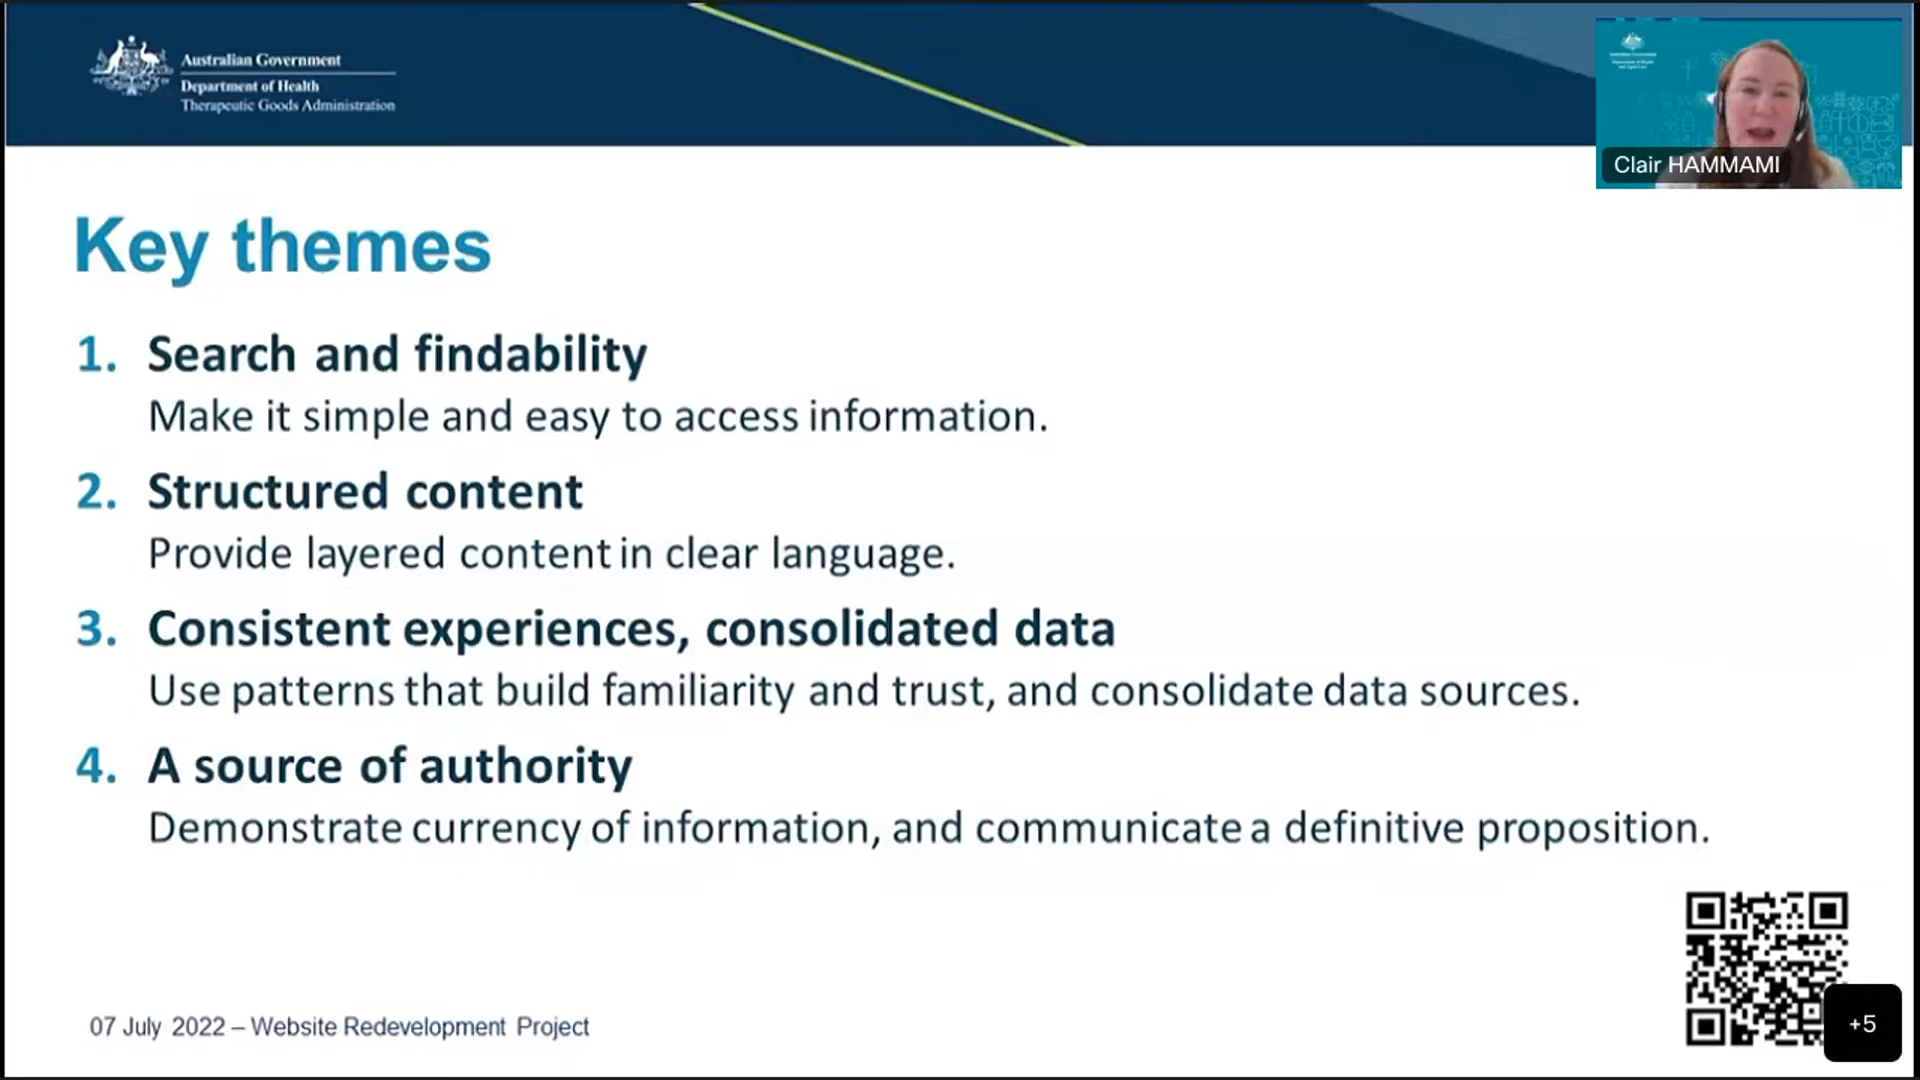 Australian Government
Department of Health
Therapeutic Goods Administration
Clair HAMMAMI
Key themes
1. Search and findability
Make it simple and easy to access information.
2. Structured content
Provide layered content in clear language.
3. Consistent experiences, consolidated data
Use patterns that build familiarity and trust, and consolidate data sources.
4. A source of authority
Demonstrate currency of information, and communicate a definitive proposition.
07 July 2022 – Website Redevelopment Project
+5